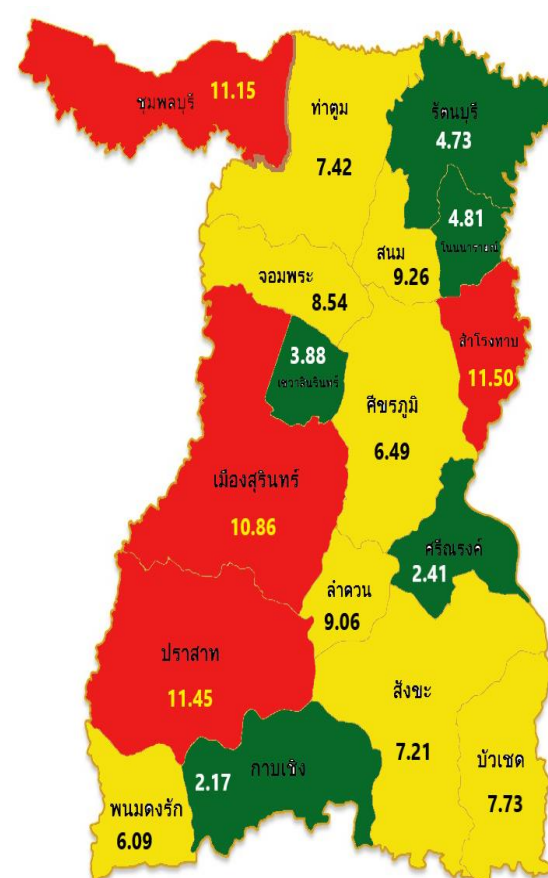 ชุมพลบุรี
11.15
ท่าตูม
7.42
รัตนบุรี
4.73
4.81
โนนนารายณ์
สนม
9.26
จอมพระ
8.54
สำโรงทาบ
11.50
3.88
เขวาสินรินทร์
ศีขรภูมิ
6.49
เมืองสุรินทร์
10.86
ศรีณรงค์
2.41
ลำดวน
9.06
ปราสาท
11.45
สังขะ
7.21
บัวเชด
7.73
กาบเชิง
2.17
พนมดงรัก
6.09